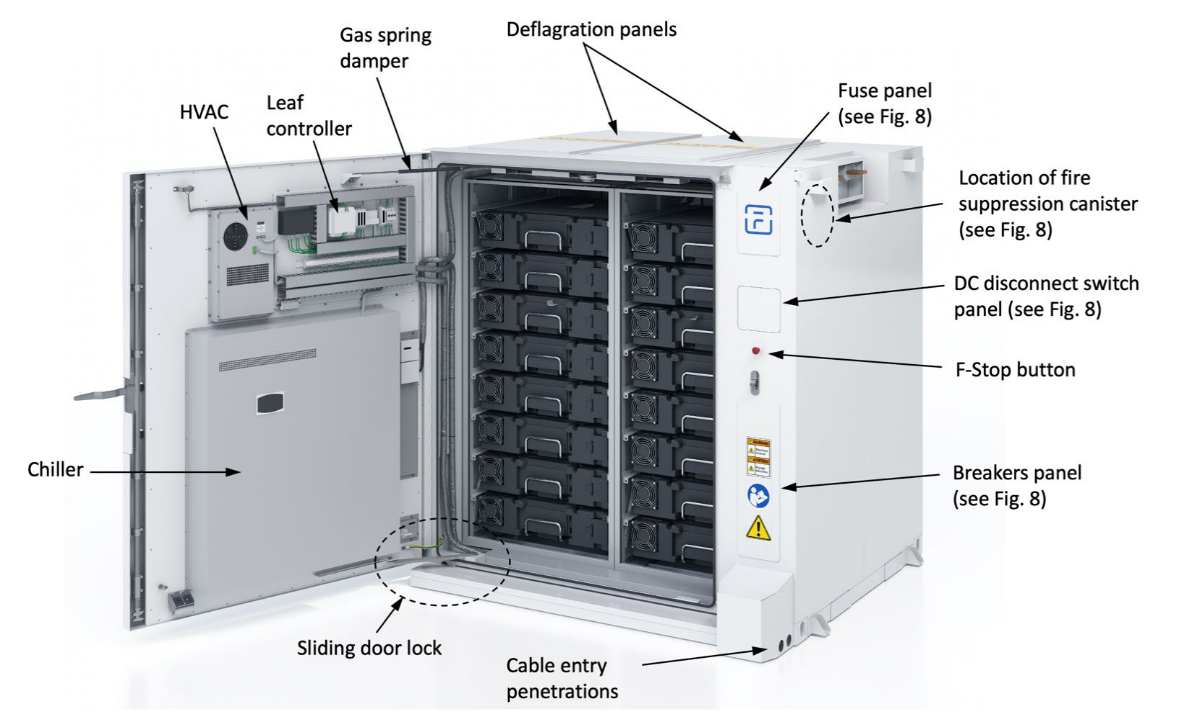 Gas spring
damper
Deflagration panels
HVAC
Leaf
controller
Fuse panel
(see Fig. 8)
Location of fire
suppression canister
(see Fig. 8)
DC disconnect switch
panel (see Fig. 8)
F-Stop button
Chiller
Breakers panel
(see Fig. 8)
Sliding door lock
Cable entry
penetrations